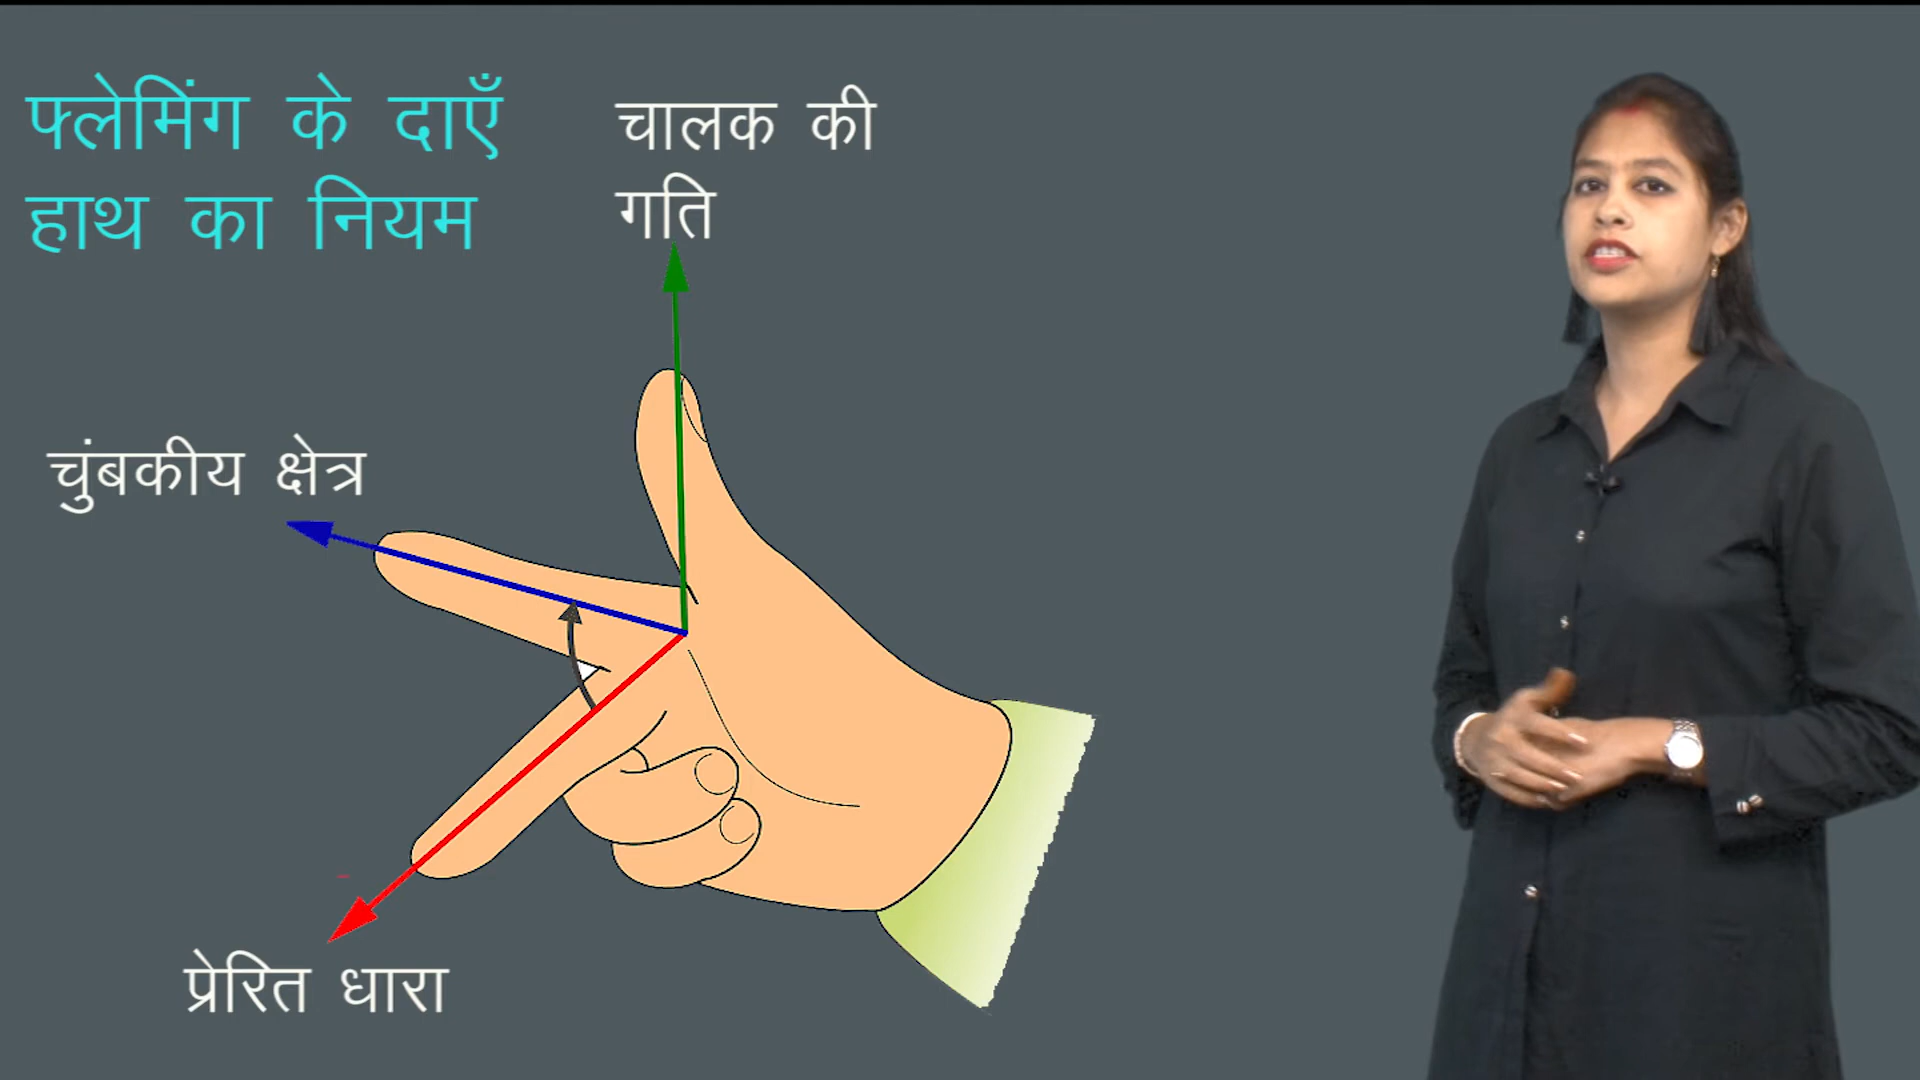 फ्लेमिंग के दाएँ
हाथ का नियम
चालक की
गति
चुंबकीय क्षेत्र
प्रेरित धारा